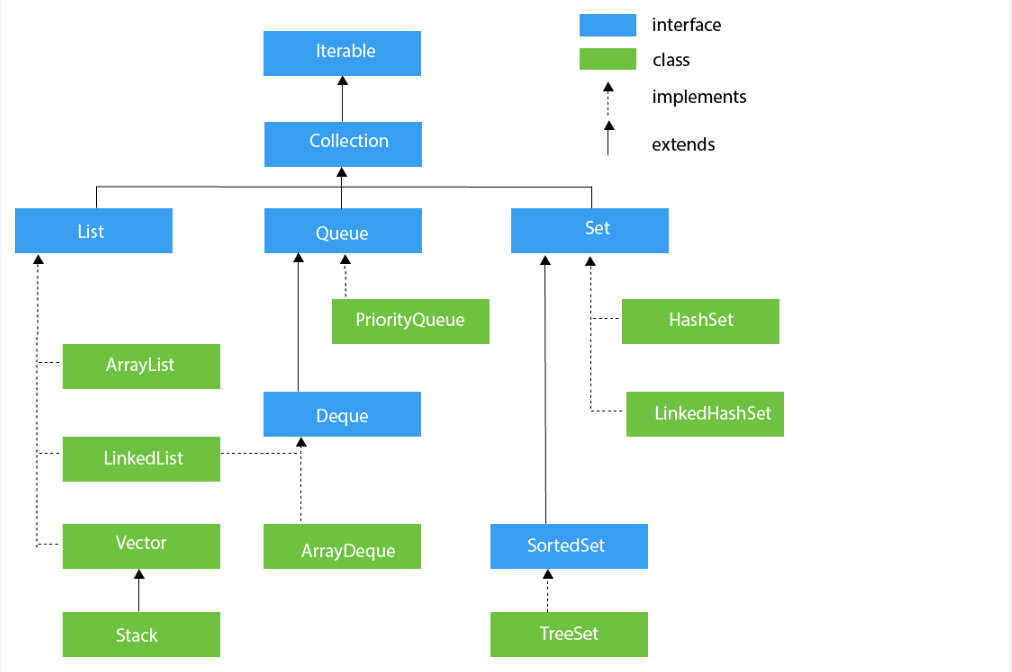 interface
Iterable
class
implements
Collection
extends
List
Queue
Set
PriorityQueue
HashSet
ArrayList
Deque
LinkedHashSet
LinkedList
Vector
ArrayDeque
SortedSet
Stack
TreeSet